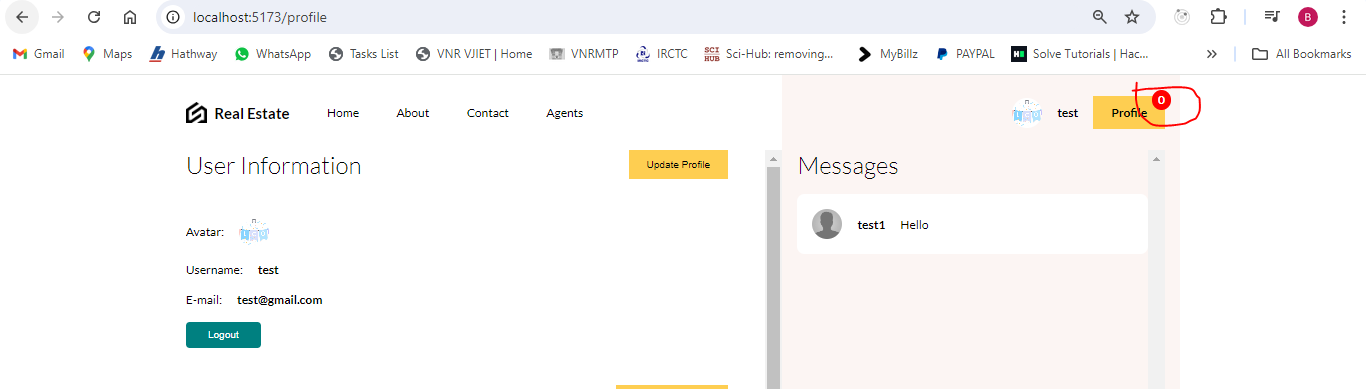 localhost:5173/profile
B
Gmail Maps Hathway WhatsApp Tasks List VNR VJIET | Home VNRMTP IRCTC SCI HUB Sci-Hub: removing... MyBillz PAYPAL Solve Tutorials | Hac... » All Bookmarks
Real Estate Home About Contact Agents test Profile 0
User Information Update Profile
Messages
test1 Hello
Avatar:
Username: test
E-mail: test@gmail.com
Logout